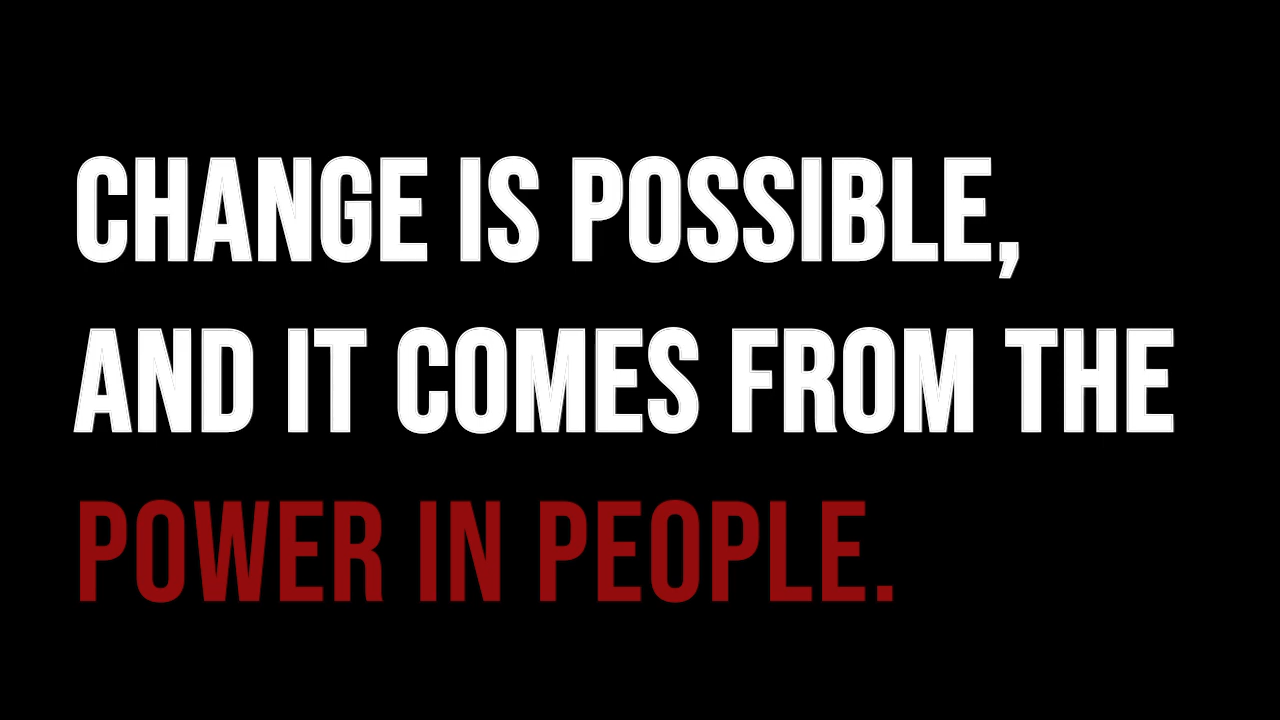 CHANGE IS POSSIBLE,
AND IT COMES FROM THE
POWER IN PEOPLE.